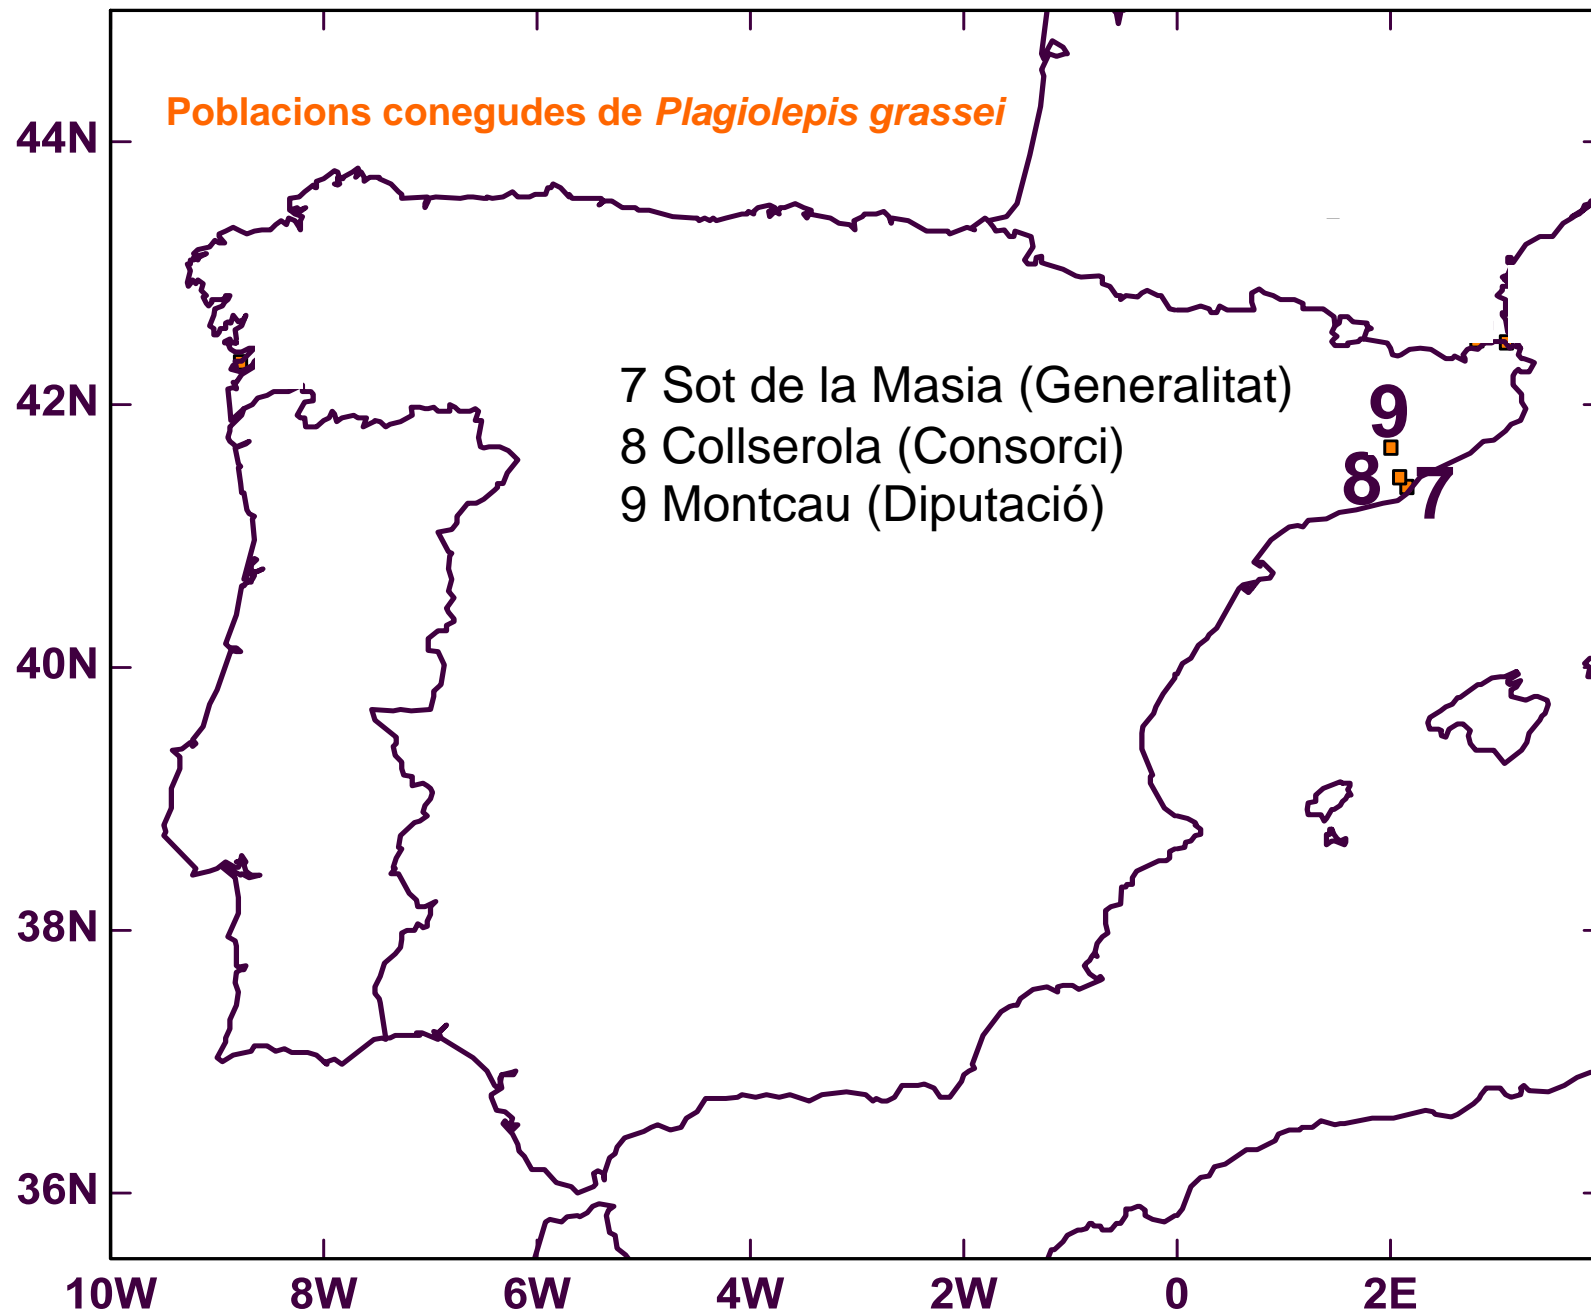 Poblacions conegudes de Plagiolepis grassei
44N
7 Sot de la Masia (Generalitat)
42N
9
8 Collserola (Consorci)
8
7
9 Montcau (Diputació)
40N
38N
36N
10W 8W 6W 4W 2W 0 2E